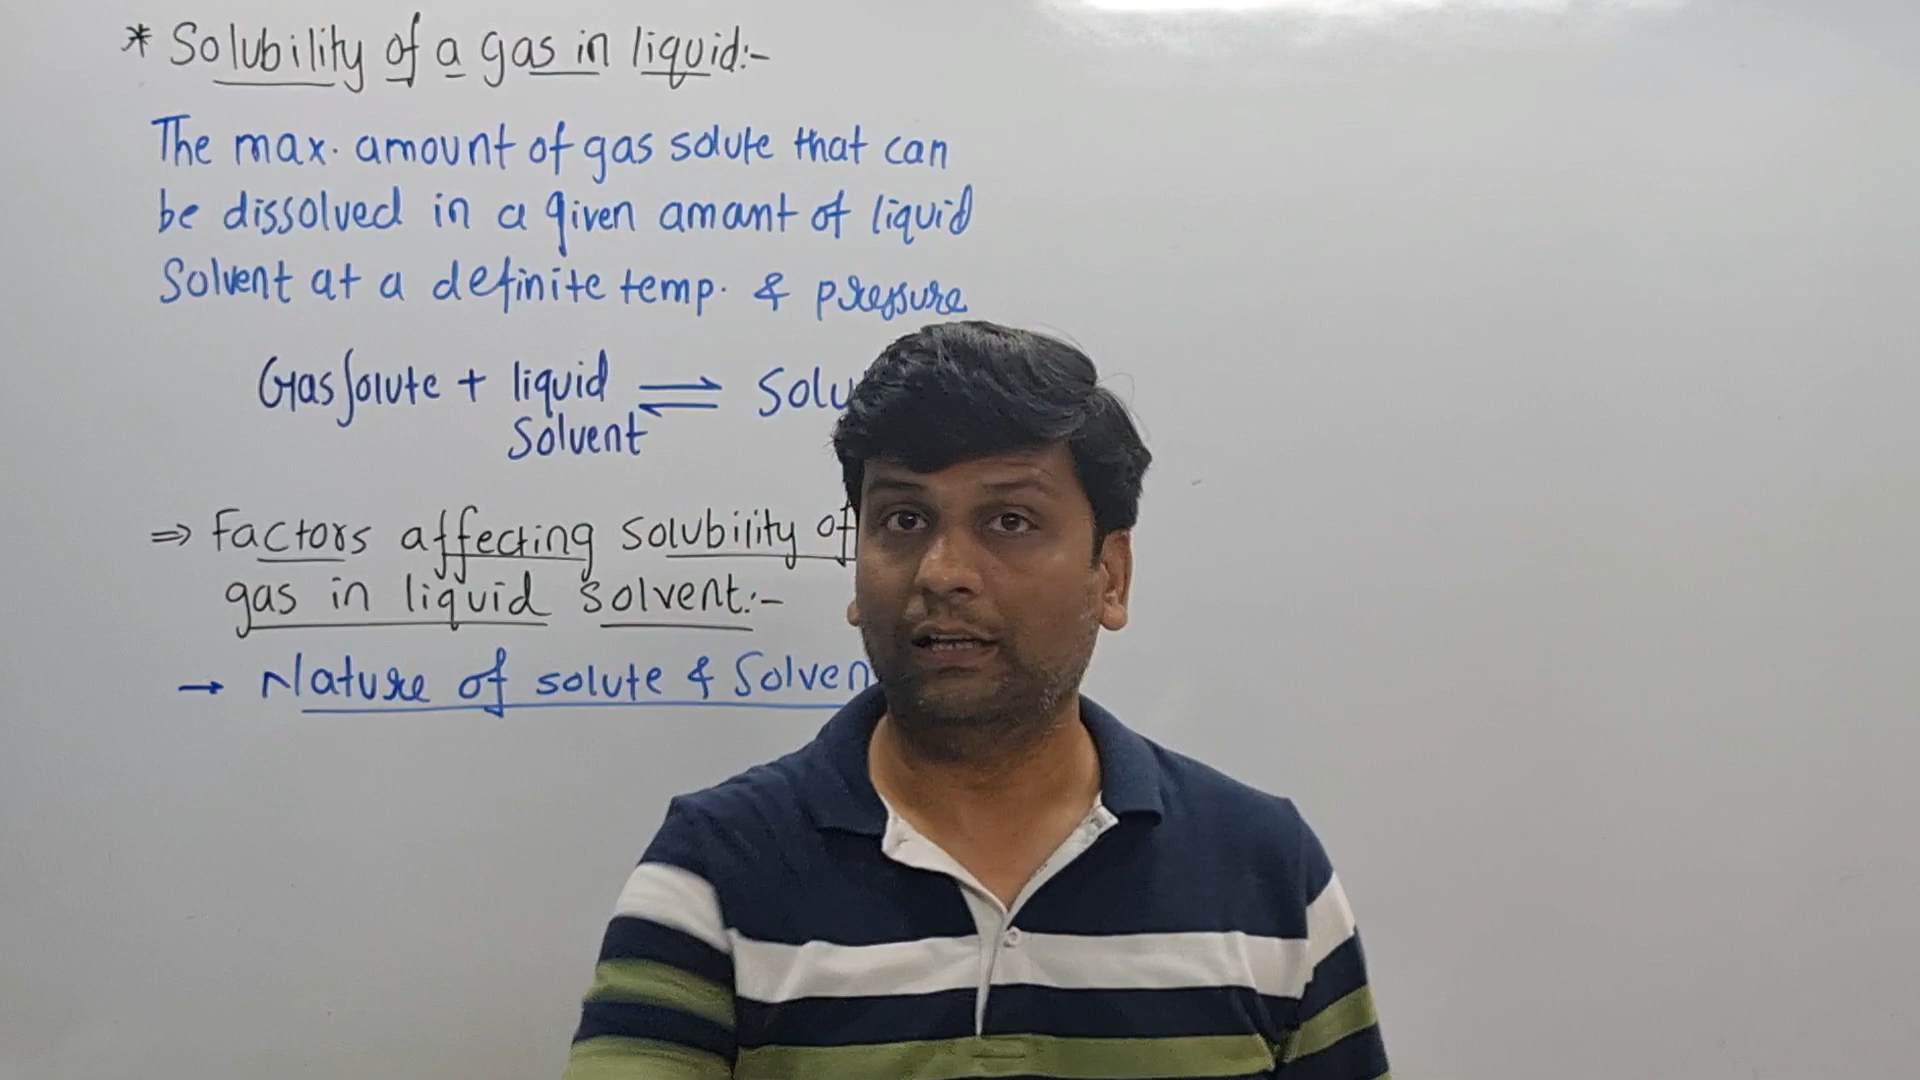 * Solubility of a gas in liquid:-
The max. amount of gas solute that can
be dissolved in a given amant of liquid
Solvent at a definite temp. & pressure
Gas solute + liquid ⇌ Solu
Solvent
⇒ Factors affecting solubility of
gas in liquid solvent:-
→ Nature of solute & Solven